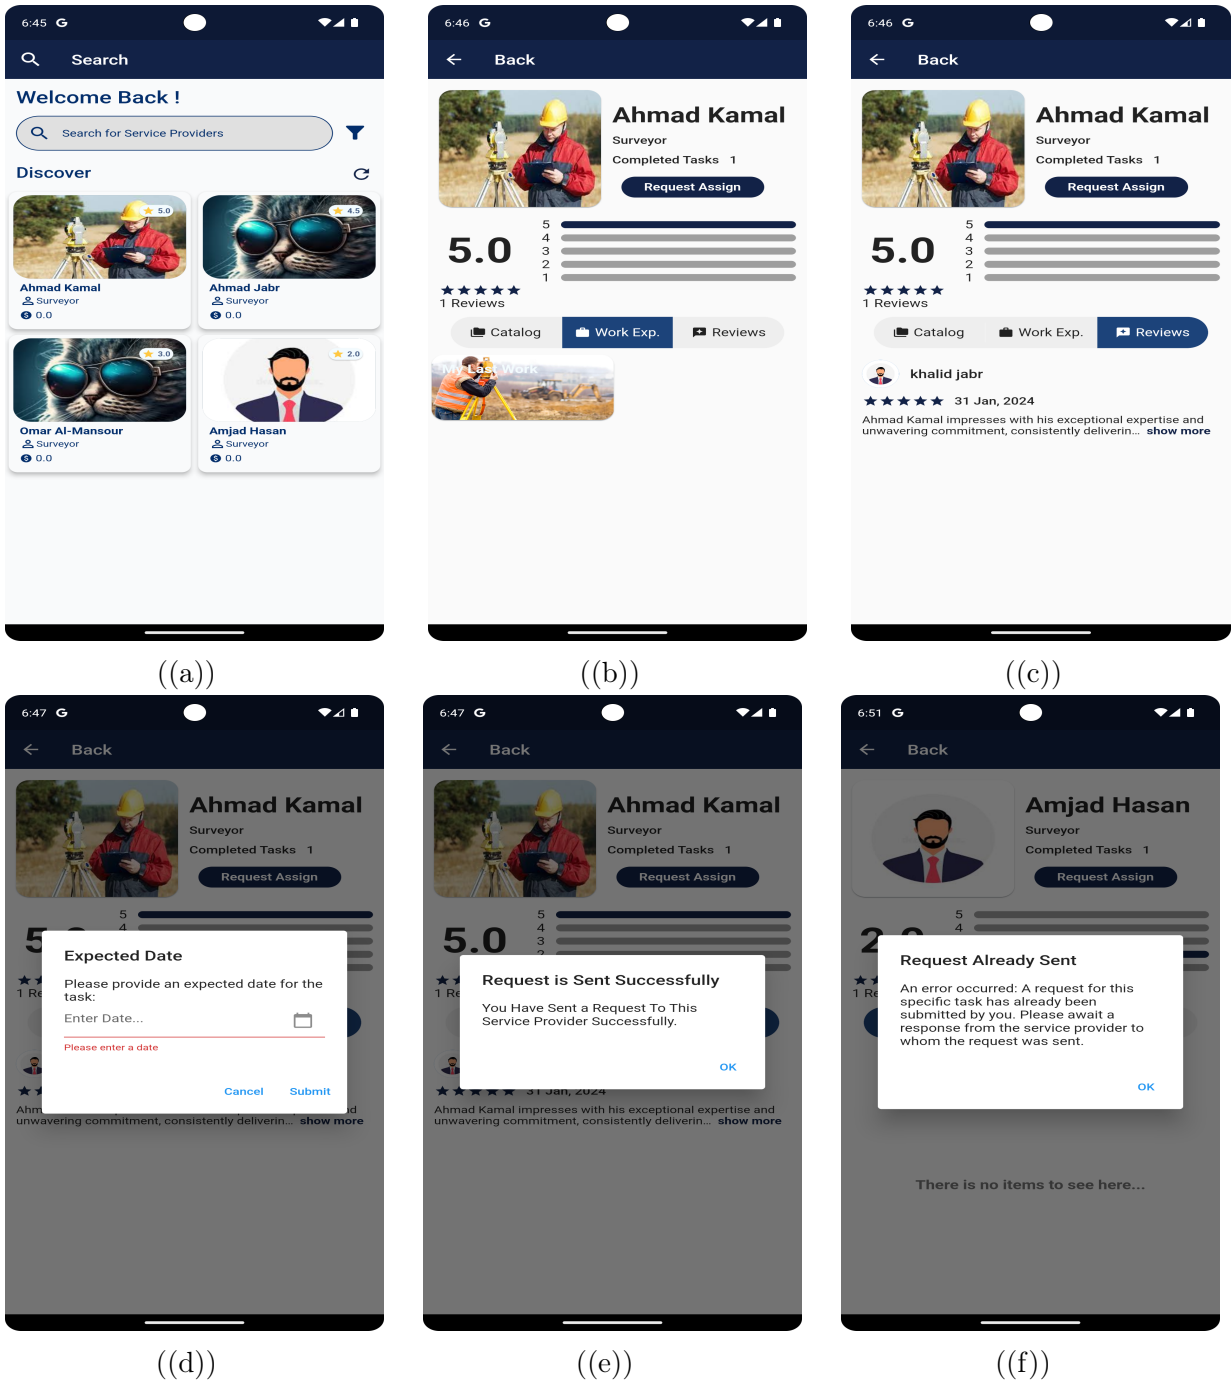 6:45 G
Search
Welcome Back !
Search for Service Providers
Discover
5.0
Ahmad Kamal
Surveyor
0.0
4.5
Ahmad Jabr
Surveyor
0.0
3.0
Omar Al-Mansour
Surveyor
0.0
2.0
Amjad Hasan
Surveyor
0.0
((a))
6:46 G
Back
Ahmad Kamal
Surveyor
Completed Tasks 1
Request Assign
5.0
5
4
3
2
1
1 Reviews
Catalog Work Exp. Reviews
My Last Work
((b))
6:46 G
Back
Ahmad Kamal
Surveyor
Completed Tasks 1
Request Assign
5.0
5
4
3
2
1
1 Reviews
Catalog Work Exp. Reviews
khalid jabr
31 Jan, 2024
Ahmad Kamal impresses with his exceptional expertise and
unwavering commitment, consistently deliverin... show more
((c))
6:47 G
Back
Ahmad Kamal
Surveyor
Completed Tasks 1
Request Assign
5
4
Expected Date
Please provide an expected date for the
task:
Enter Date...
Please enter a date
Cancel Submit
unwavering commitment, consistently deliverin... show more
((d))
6:47 G
Back
Ahmad Kamal
Surveyor
Completed Tasks 1
Request Assign
5.0
5
4
3
2
Request is Sent Successfully
You Have Sent a Request To This
Service Provider Successfully.
OK
31 Jan, 2024
Ahmad Kamal impresses with his exceptional expertise and
unwavering commitment, consistently deliverin... show more
((e))
6:51 G
Back
Amjad Hasan
Surveyor
Completed Tasks 1
Request Assign
5
4
Request Already Sent
An error occurred: A request for this
specific task has already been
submitted by you. Please await a
response from the service provider to
whom the request was sent.
OK
There is no items to see here...
((f))